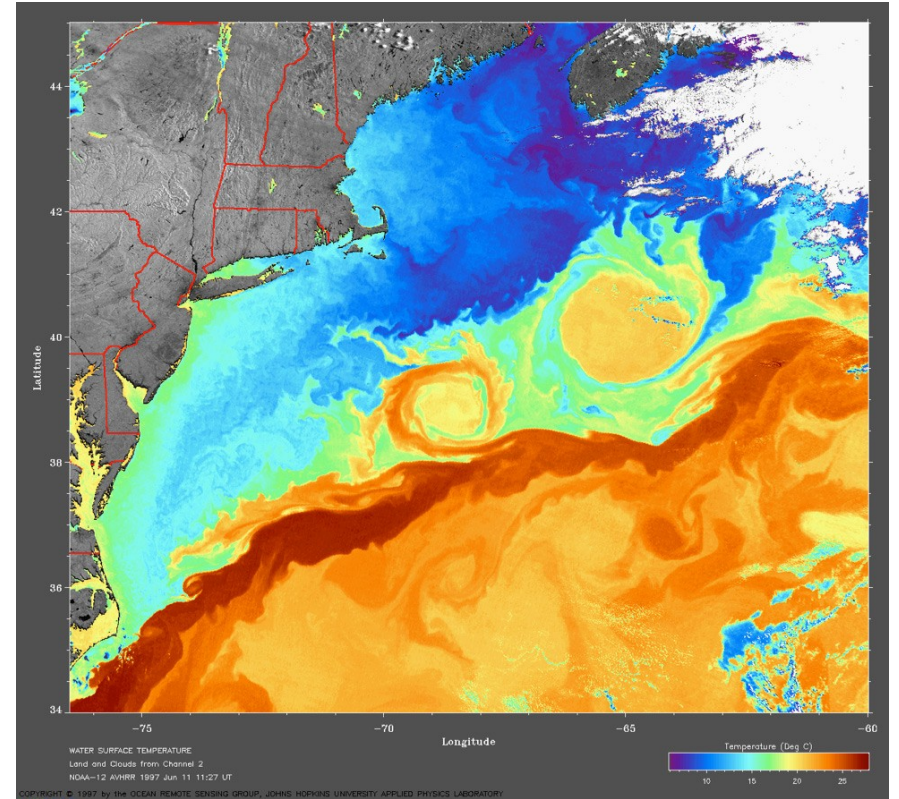 44
42
40
38
36
34
Latitude
−75
−70
−65
−60
Longitude
WATER SURFACE TEMPERATURE
Land and Clouds from Channel 2
NOAA−12 AVHRR 1997 Jun 11 11:27 UT
Temperature (Deg C)
10 15 20 25
COPYRIGHT © 1997 by the OCEAN REMOTE SENSING GROUP, JOHNS HOPKINS UNIVERSITY APPLIED PHYSICS LABORATORY